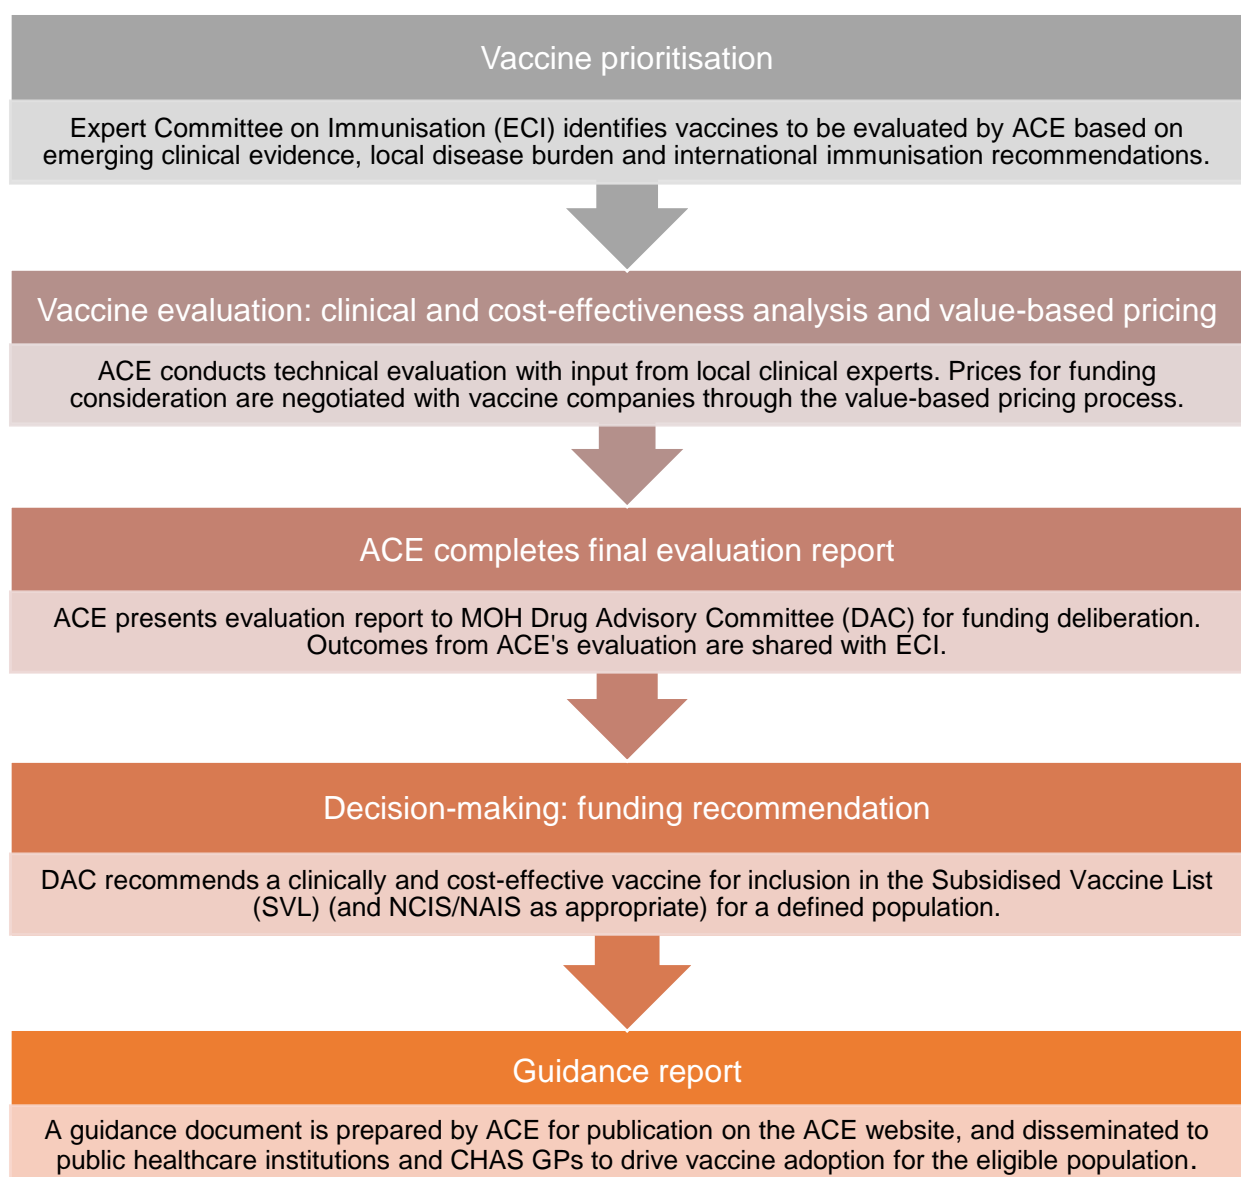 Vaccine prioritisation
Expert Committee on Immunisation (ECI) identifies vaccines to be evaluated by ACE based on
emerging clinical evidence, local disease burden and international immunisation recommendations.
Vaccine evaluation: clinical and cost-effectiveness analysis and value-based pricing
ACE conducts technical evaluation with input from local clinical experts. Prices for funding
consideration are negotiated with vaccine companies through the value-based pricing process.
ACE completes final evaluation report
ACE presents evaluation report to MOH Drug Advisory Committee (DAC) for funding deliberation.
Outcomes from ACE's evaluation are shared with ECI.
Decision-making: funding recommendation
DAC recommends a clinically and cost-effective vaccine for inclusion in the Subsidised Vaccine List
(SVL) (and NCIS/NAIS as appropriate) for a defined population.
Guidance report
A guidance document is prepared by ACE for publication on the ACE website, and disseminated to
public healthcare institutions and CHAS GPs to drive vaccine adoption for the eligible population.